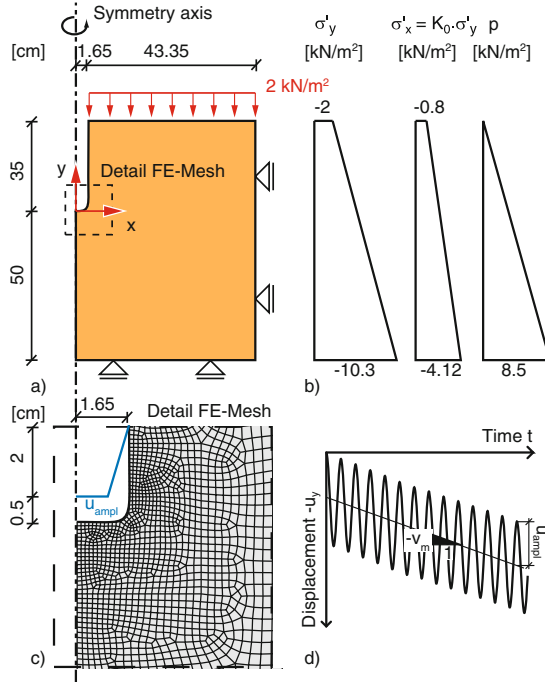 Symmetry axis
[cm]
1.65
43.35
2 kN/m²
35
50
y
Detail FE-Mesh
x
a)
σ'y
σ'x = K0.σ'y
p
[kN/m²]
[kN/m²]
[kN/m²]
-2
-0.8
-10.3
-4.12
8.5
b)
[cm]
1.65
Detail FE-Mesh
2
0.5
uampl
c)
Time t
Displacement -uy
-vm
1
uampl
d)